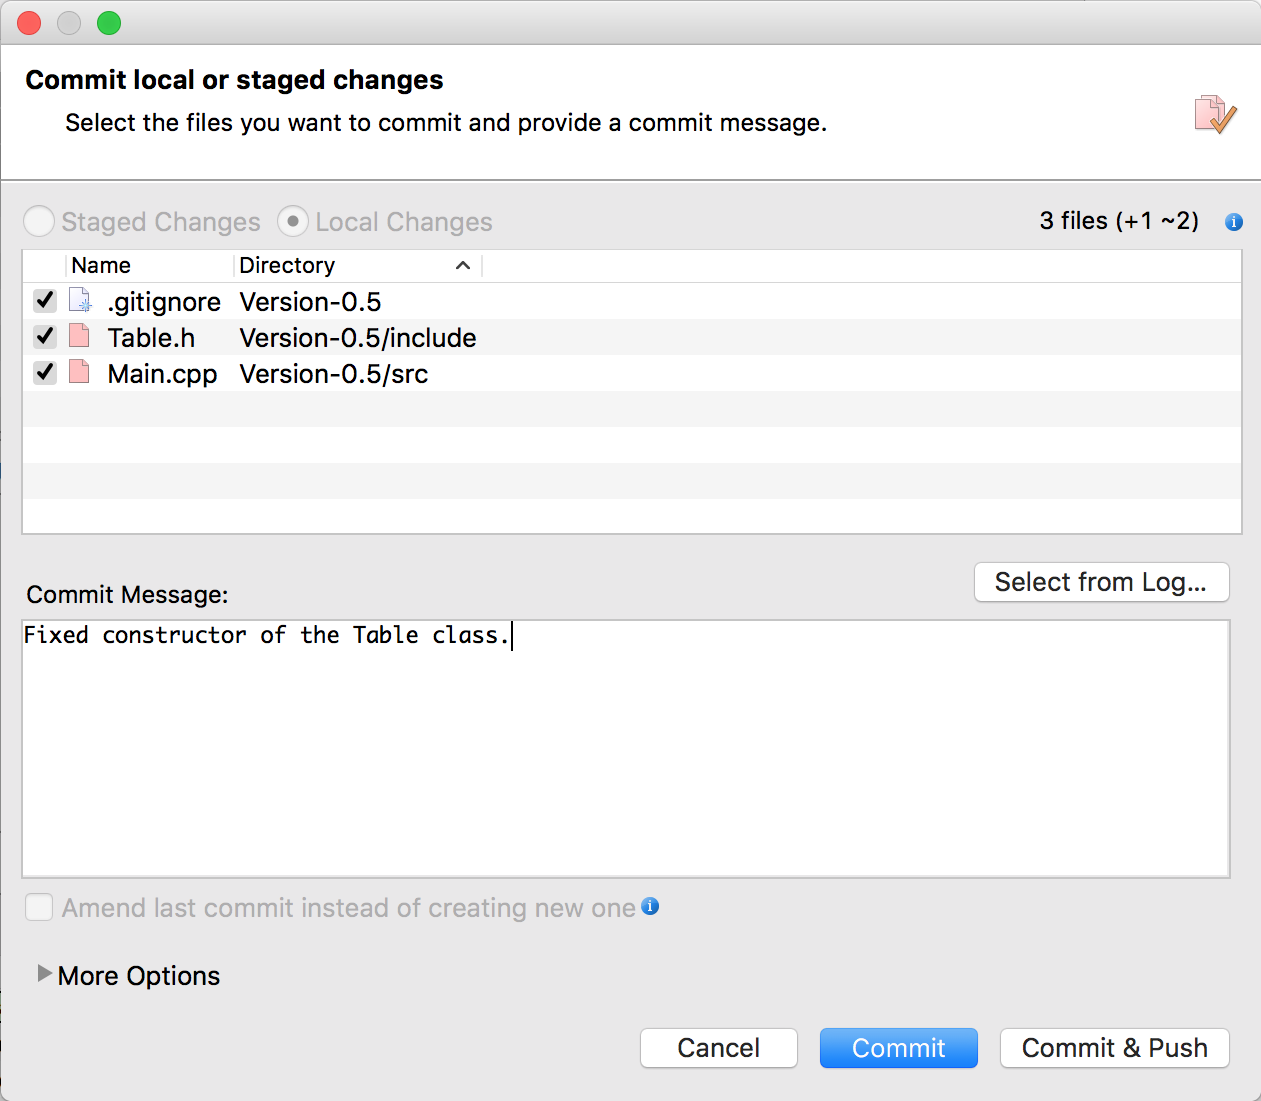 Commit local or staged changes
Select the files you want to commit and provide a commit message.
Staged Changes Local Changes 3 files (+1 ~2)
Name Directory
.gitignore Version-0.5
Table.h Version-0.5/include
Main.cpp Version-0.5/src
Select from Log...
Commit Message:
Fixed constructor of the Table class.
Amend last commit instead of creating new one
More Options
Cancel Commit Commit & Push